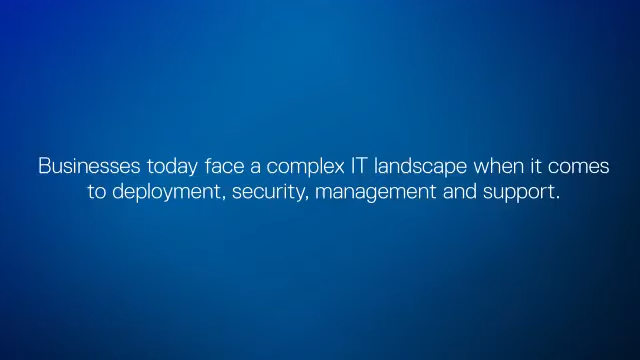 Businesses today face a complex IT landscape when it comes
to deployment, security, management and support.